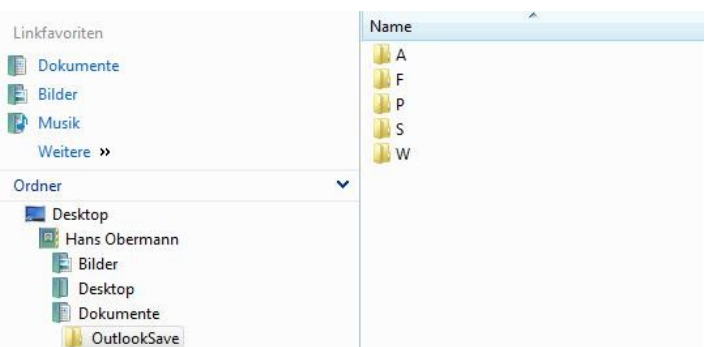 Linkfavoriten
Dokumente
Bilder
Musik
Weitere »
Ordner
Desktop
Hans Obermann
Bilder
Desktop
Dokumente
OutlookSave
Name
A
F
P
S
W